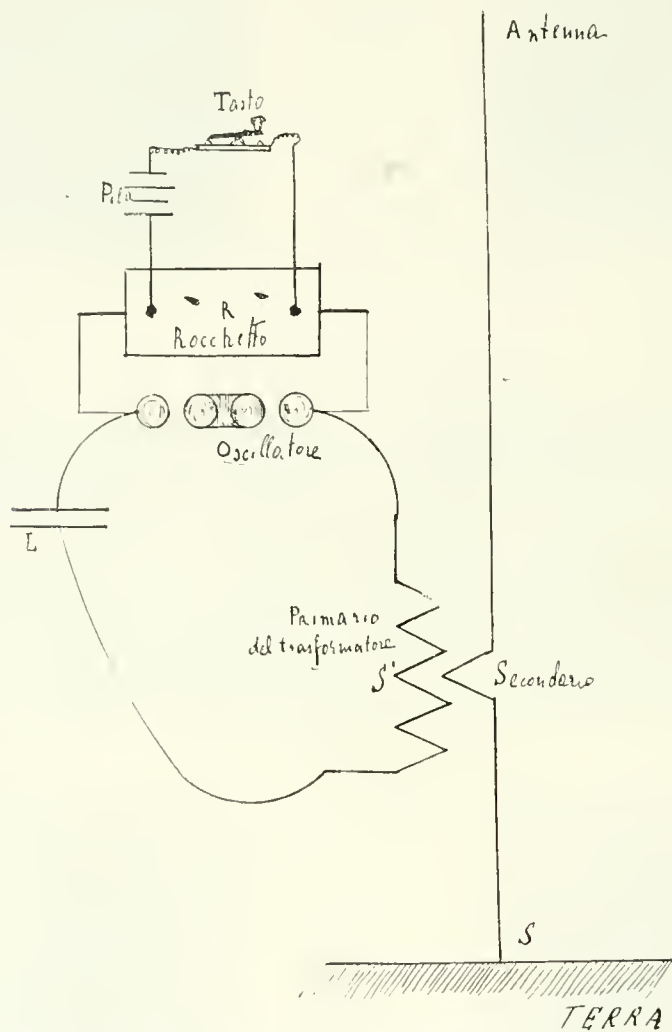 Antenna
Tasto
Pila
R
Rocchetto
Oscillatore
L
Primario
del trasformatore
S'
Secondario
S
TERRA